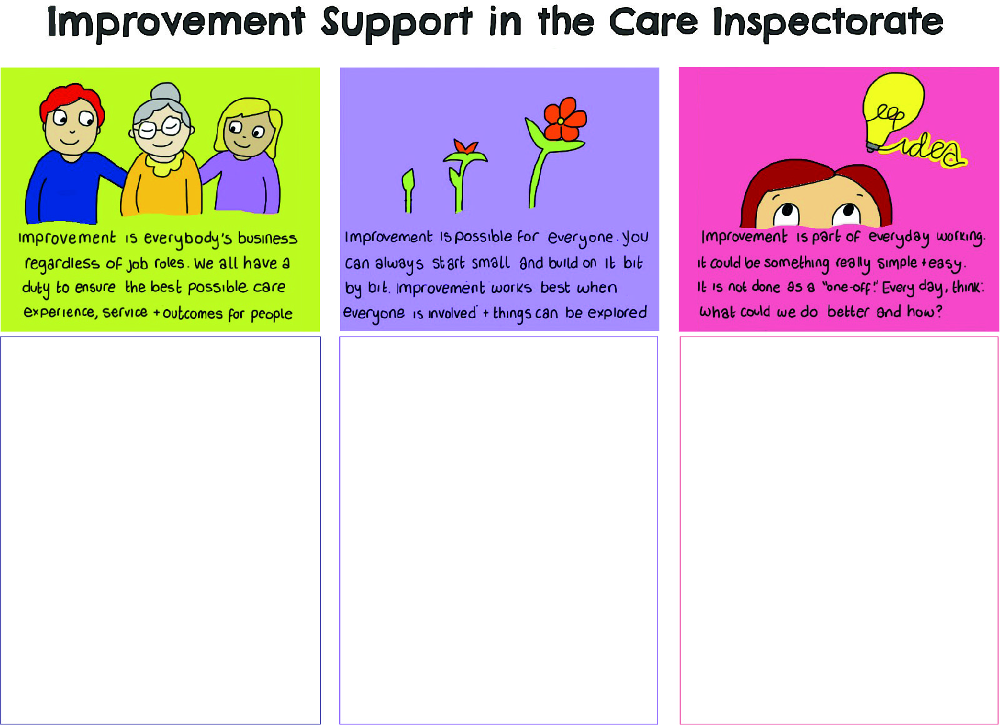 Improvement Support in the Care Inspectorate
Improvement is everybody's business
regardless of job roles. We all have a
duty to ensure the best possible care
experience, service + outcomes for people
Improvement is possible for everyone. You
can always start small and build on it bit
by bit. Improvement works best when
everyone is involved + things can be explored
idea
Improvement is part of everyday working.
it could be something really simple + easy.
It is not done as a "one-off". Every day, think:
what could we do better and how?